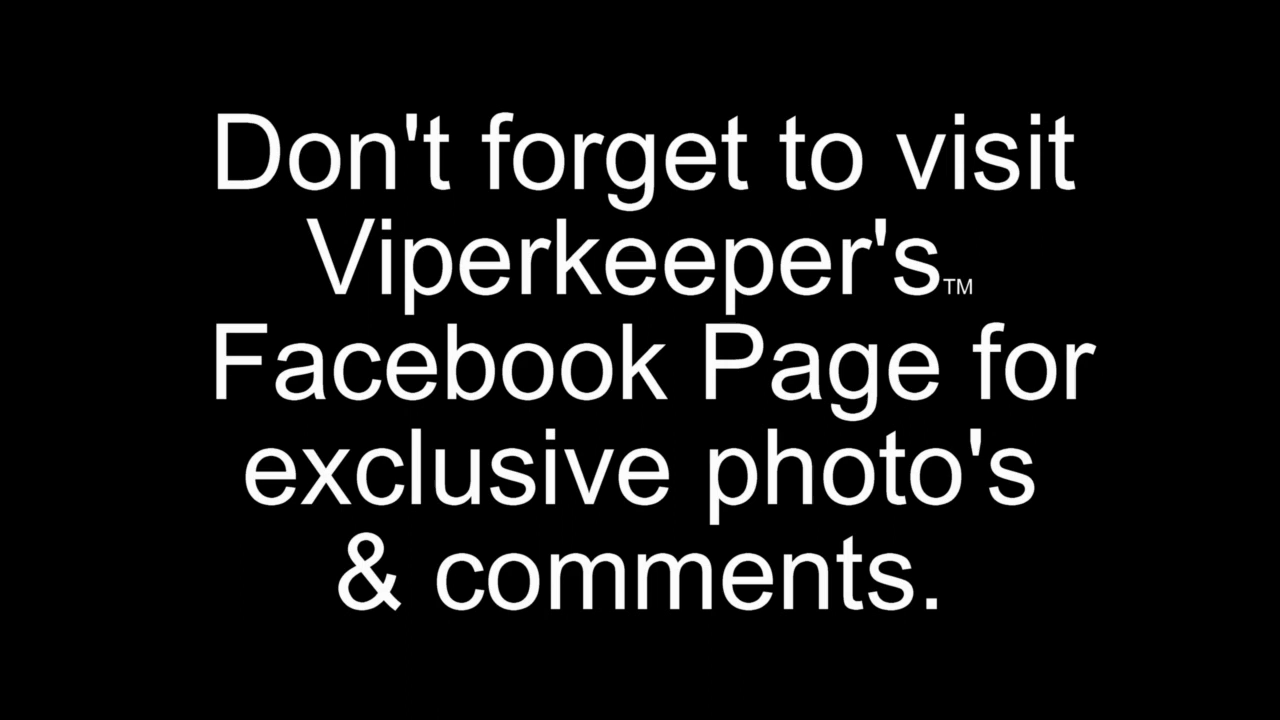 Don't forget to visit
Viperkeeper's™
Facebook Page for
exclusive photo's
& comments.